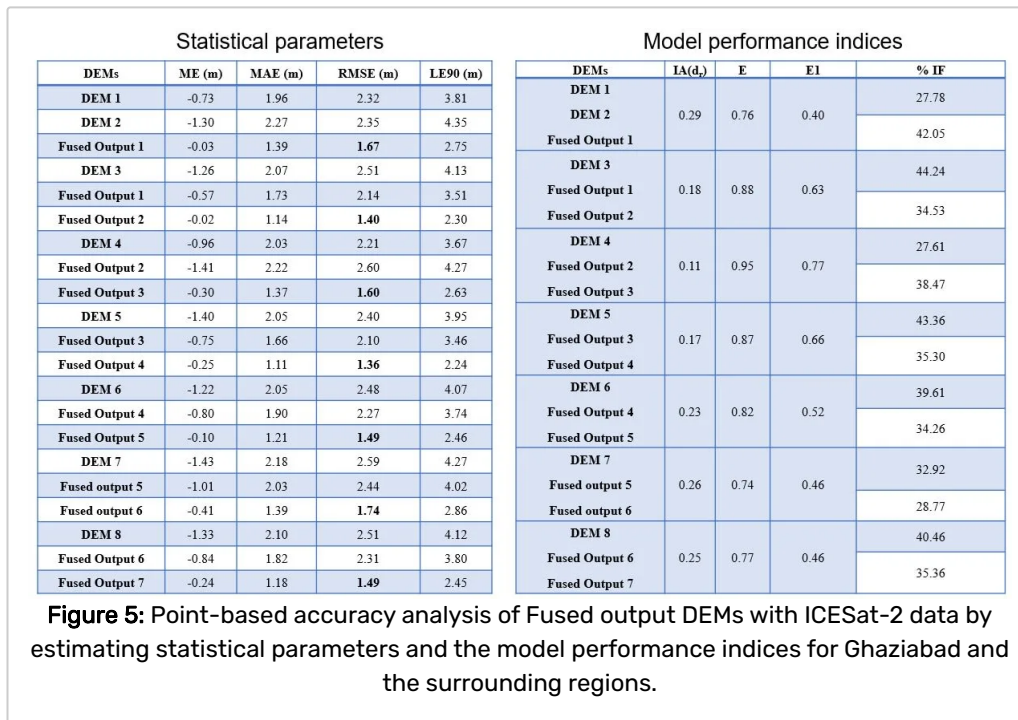 Statistical parameters
DEMs ME (m) MAE (m) RMSE (m) LE90 (m)
DEM 1 -0.73 1.96 2.32 3.81
DEM 2 -1.30 2.27 2.35 4.35
Fused Output 1 -0.03 1.39 1.67 2.75
DEM 3 -1.26 2.07 2.51 4.13
Fused Output 1 -0.57 1.73 2.14 3.51
Fused Output 2 -0.02 1.14 1.40 2.30
DEM 4 -0.96 2.03 2.21 3.67
Fused Output 2 -1.41 2.22 2.60 4.27
Fused Output 3 -0.30 1.37 1.60 2.63
DEM 5 -1.40 2.05 2.40 3.95
Fused Output 3 -0.75 1.66 2.10 3.46
Fused Output 4 -0.25 1.11 1.36 2.24
DEM 6 -1.22 2.05 2.48 4.07
Fused Output 4 -0.80 1.90 2.27 3.74
Fused Output 5 -0.10 1.21 1.49 2.46
DEM 7 -1.43 2.18 2.59 4.27
Fused output 5 -1.01 2.03 2.44 4.02
Fused output 6 -0.41 1.39 1.74 2.86
DEM 8 -1.33 2.10 2.51 4.12
Fused Output 6 -0.84 1.82 2.31 3.80
Fused Output 7 -0.24 1.18 1.49 2.45
Model performance indices
DEMs IA(dr) E E1 % IF
DEM 1 27.78
DEM 2 0.29 0.76 0.40
Fused Output 1 42.05
DEM 3 44.24
Fused Output 1 0.18 0.88 0.63
Fused Output 2 34.53
DEM 4 27.61
Fused Output 2 0.11 0.95 0.77
Fused Output 3 38.47
DEM 5 43.36
Fused Output 3 0.17 0.87 0.66
Fused Output 4 35.30
DEM 6 39.61
Fused Output 4 0.23 0.82 0.52
Fused Output 5 34.26
DEM 7 32.92
Fused output 5 0.26 0.74 0.46
Fused output 6 28.77
DEM 8 40.46
Fused Output 6 0.25 0.77 0.46
Fused Output 7 35.36
Figure 5: Point-based accuracy analysis of Fused output DEMs with ICESat-2 data by
estimating statistical parameters and the model performance indices for Ghaziabad and
the surrounding regions.